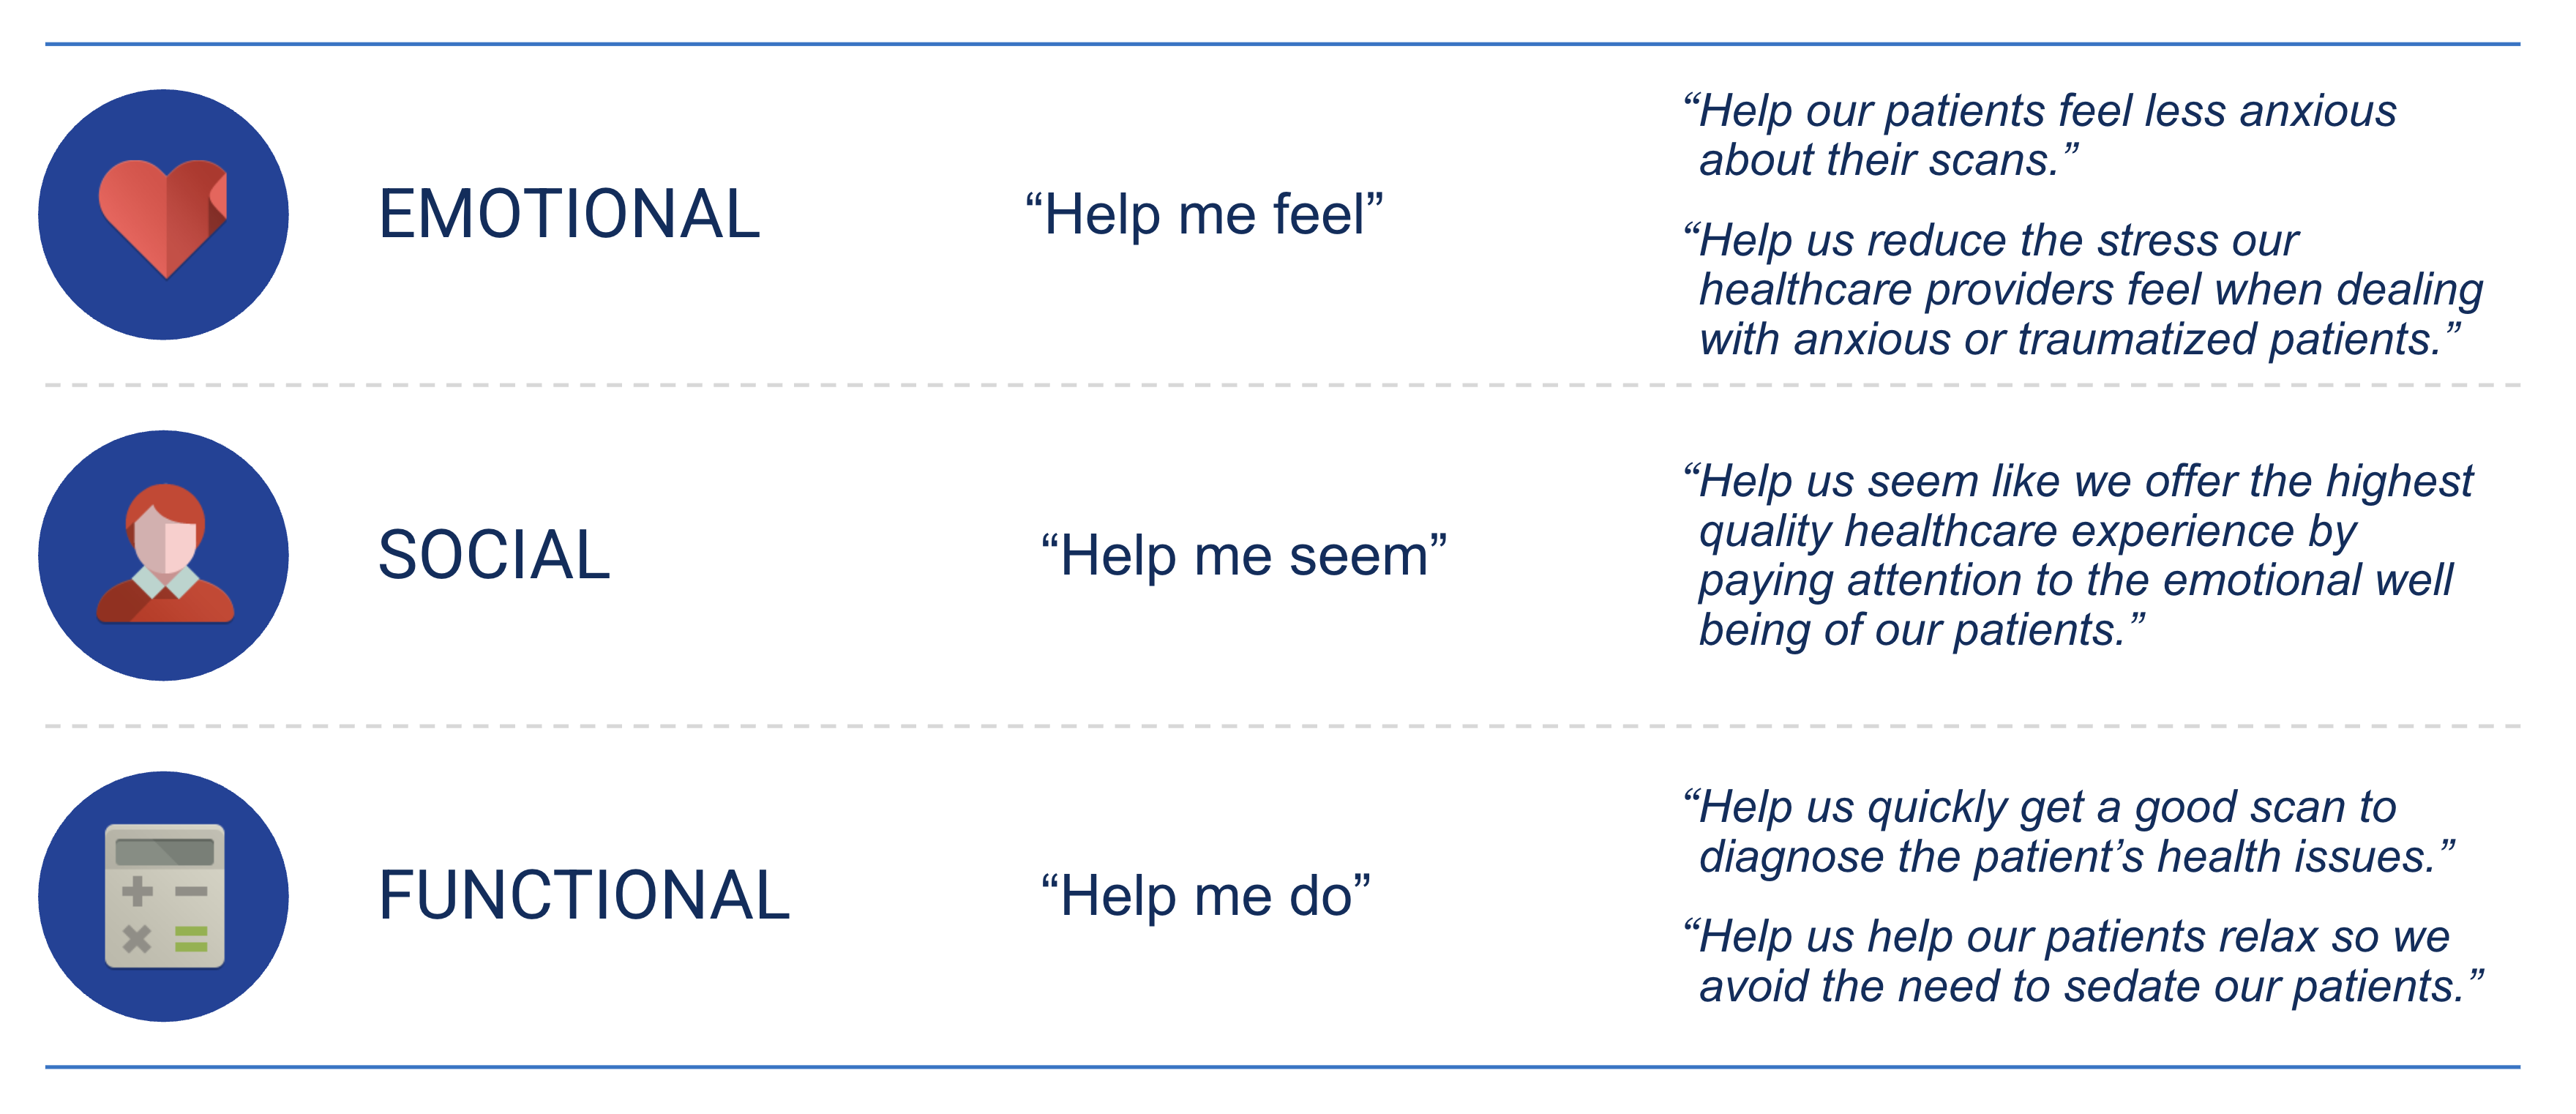 EMOTIONAL
“Help me feel”
“Help our patients feel less anxious
about their scans.”
“Help us reduce the stress our
healthcare providers feel when dealing
with anxious or traumatized patients.”
SOCIAL
“Help me seem”
“Help us seem like we offer the highest
quality healthcare experience by
paying attention to the emotional well
being of our patients.”
FUNCTIONAL
“Help me do”
“Help us quickly get a good scan to
diagnose the patient’s health issues.”
“Help us help our patients relax so we
avoid the need to sedate our patients.”